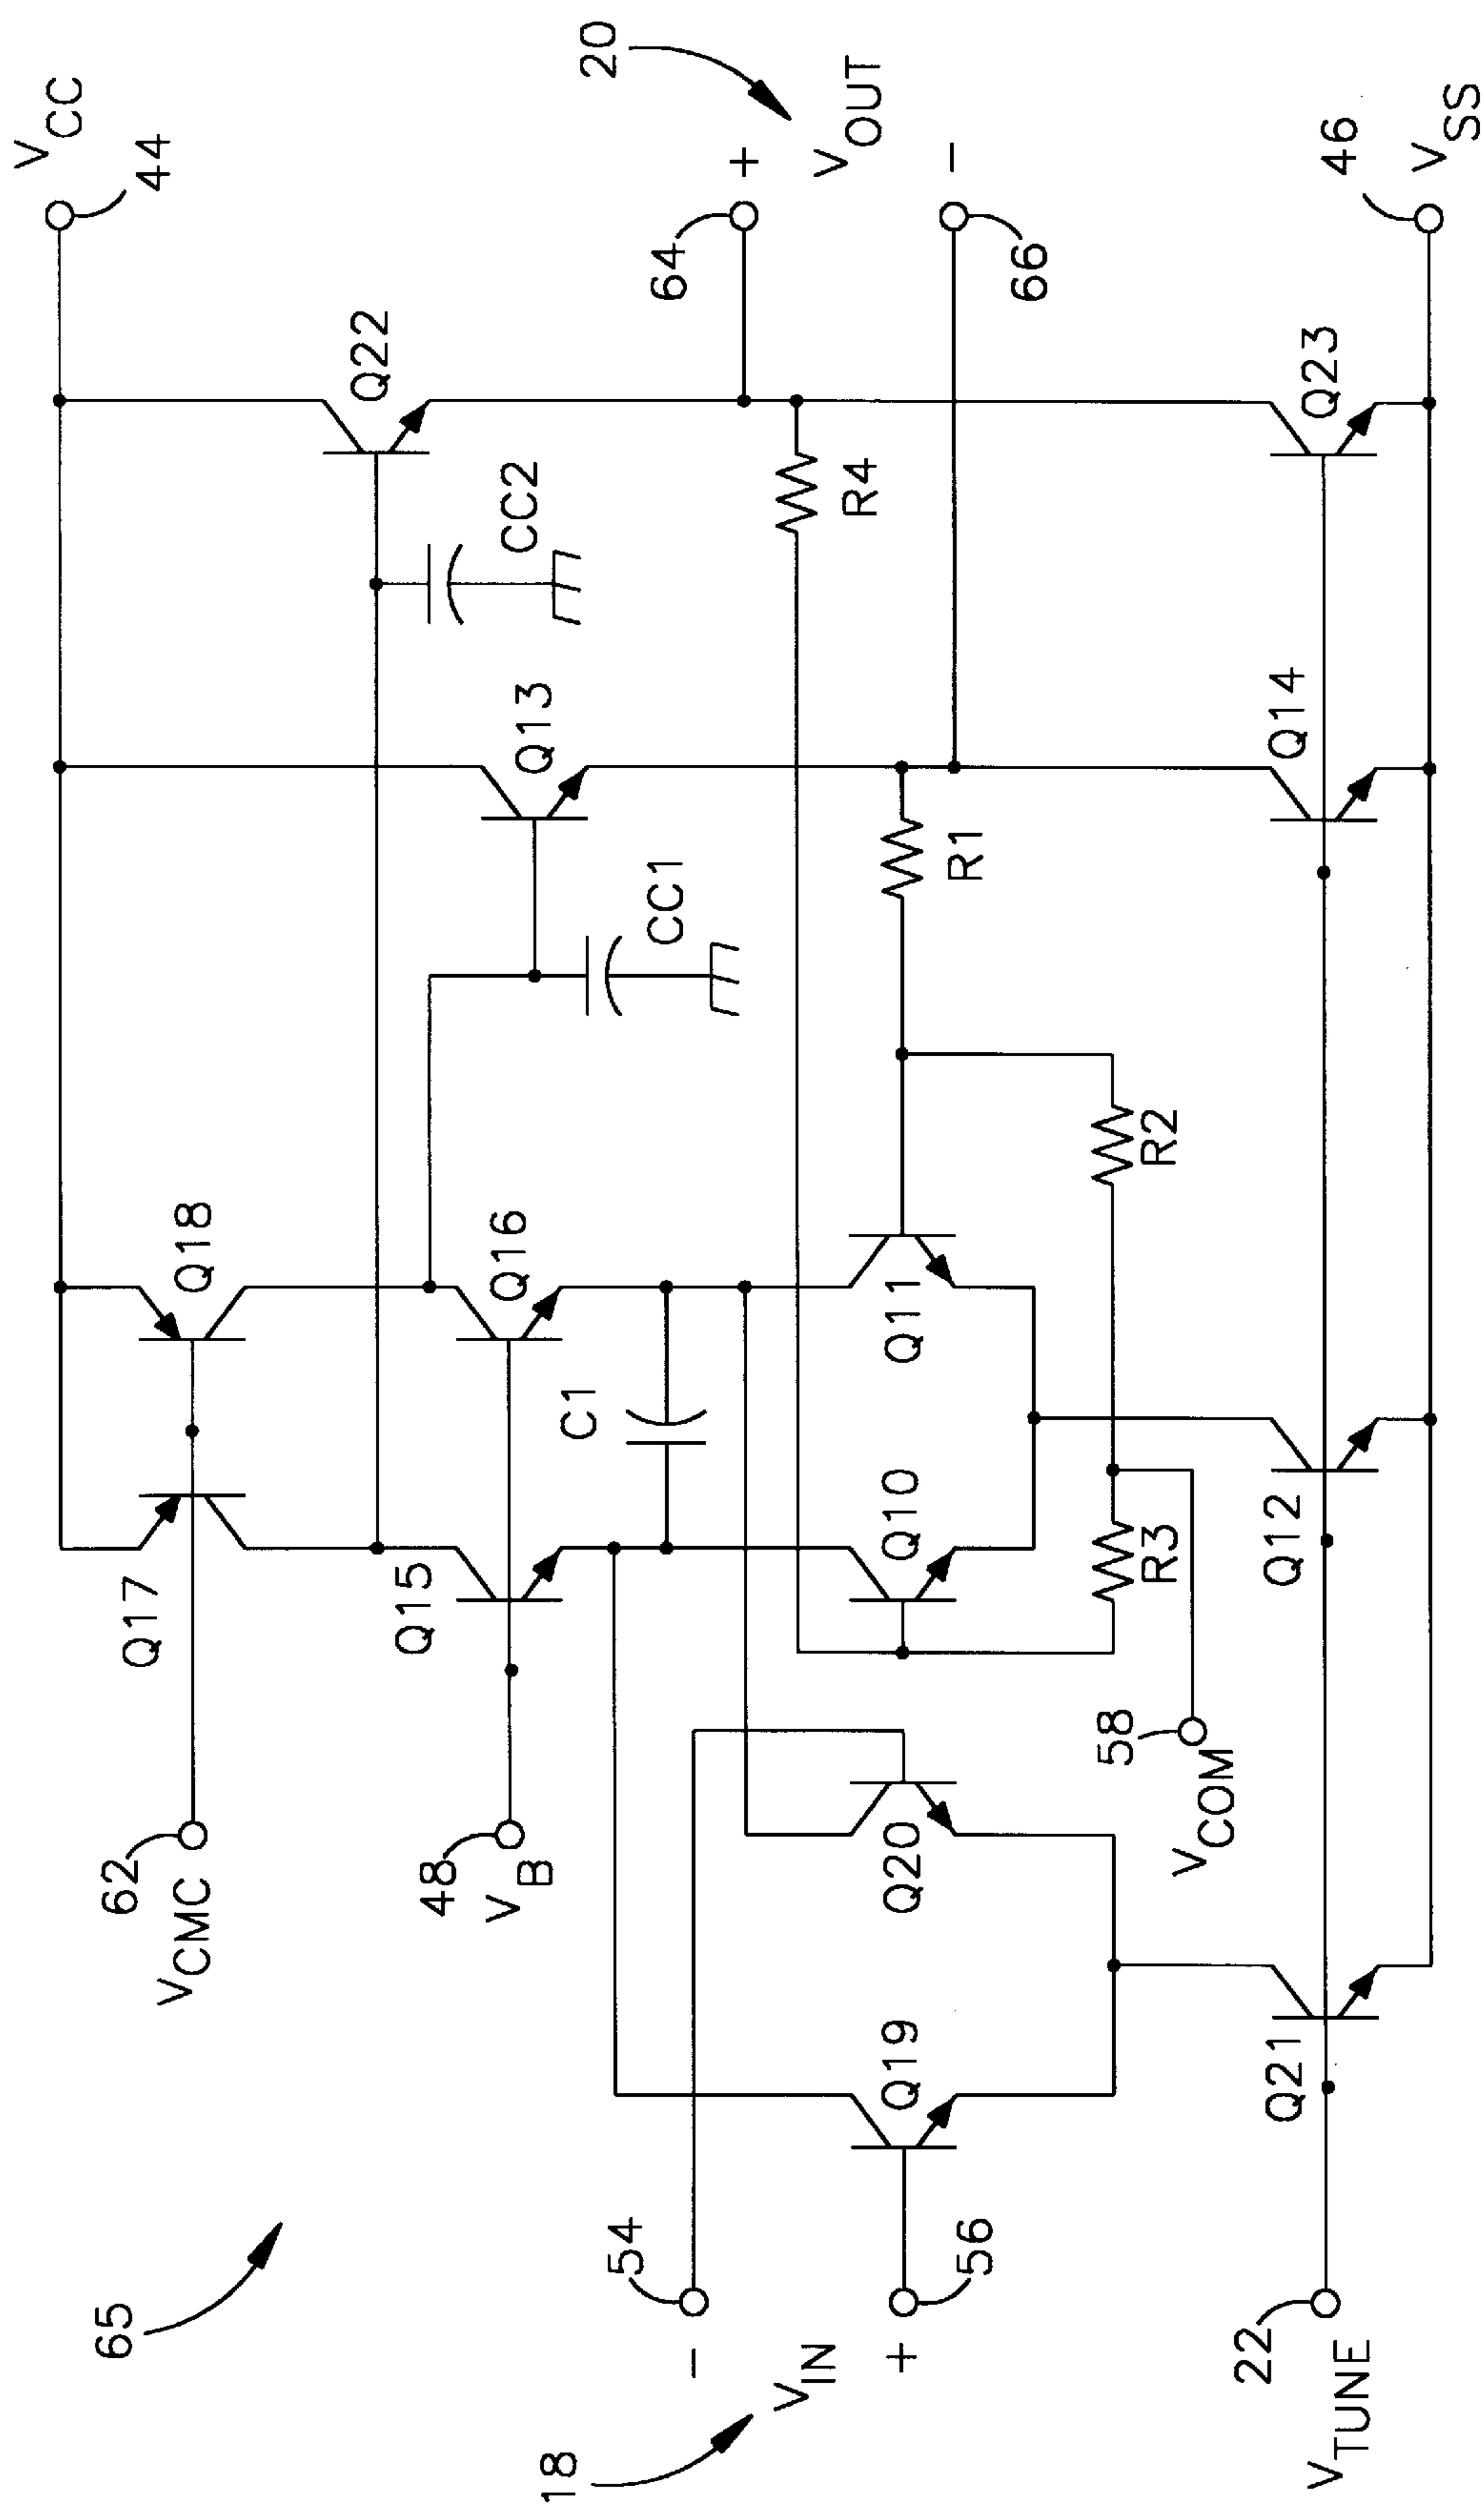 VCC
44
20
62
VCMC
Q17
Q18
Q22
Q13
CC2
CC1
64
+
VOUT
-
66
48
VB
Q15
Q16
C1
R4
R1
65
54
-
18
VIN
+
56
Q19
Q20
Q10
Q11
R2
R3
58
VCOM
22
VTUNE
Q21
Q12
Q14
Q23
46
VSS